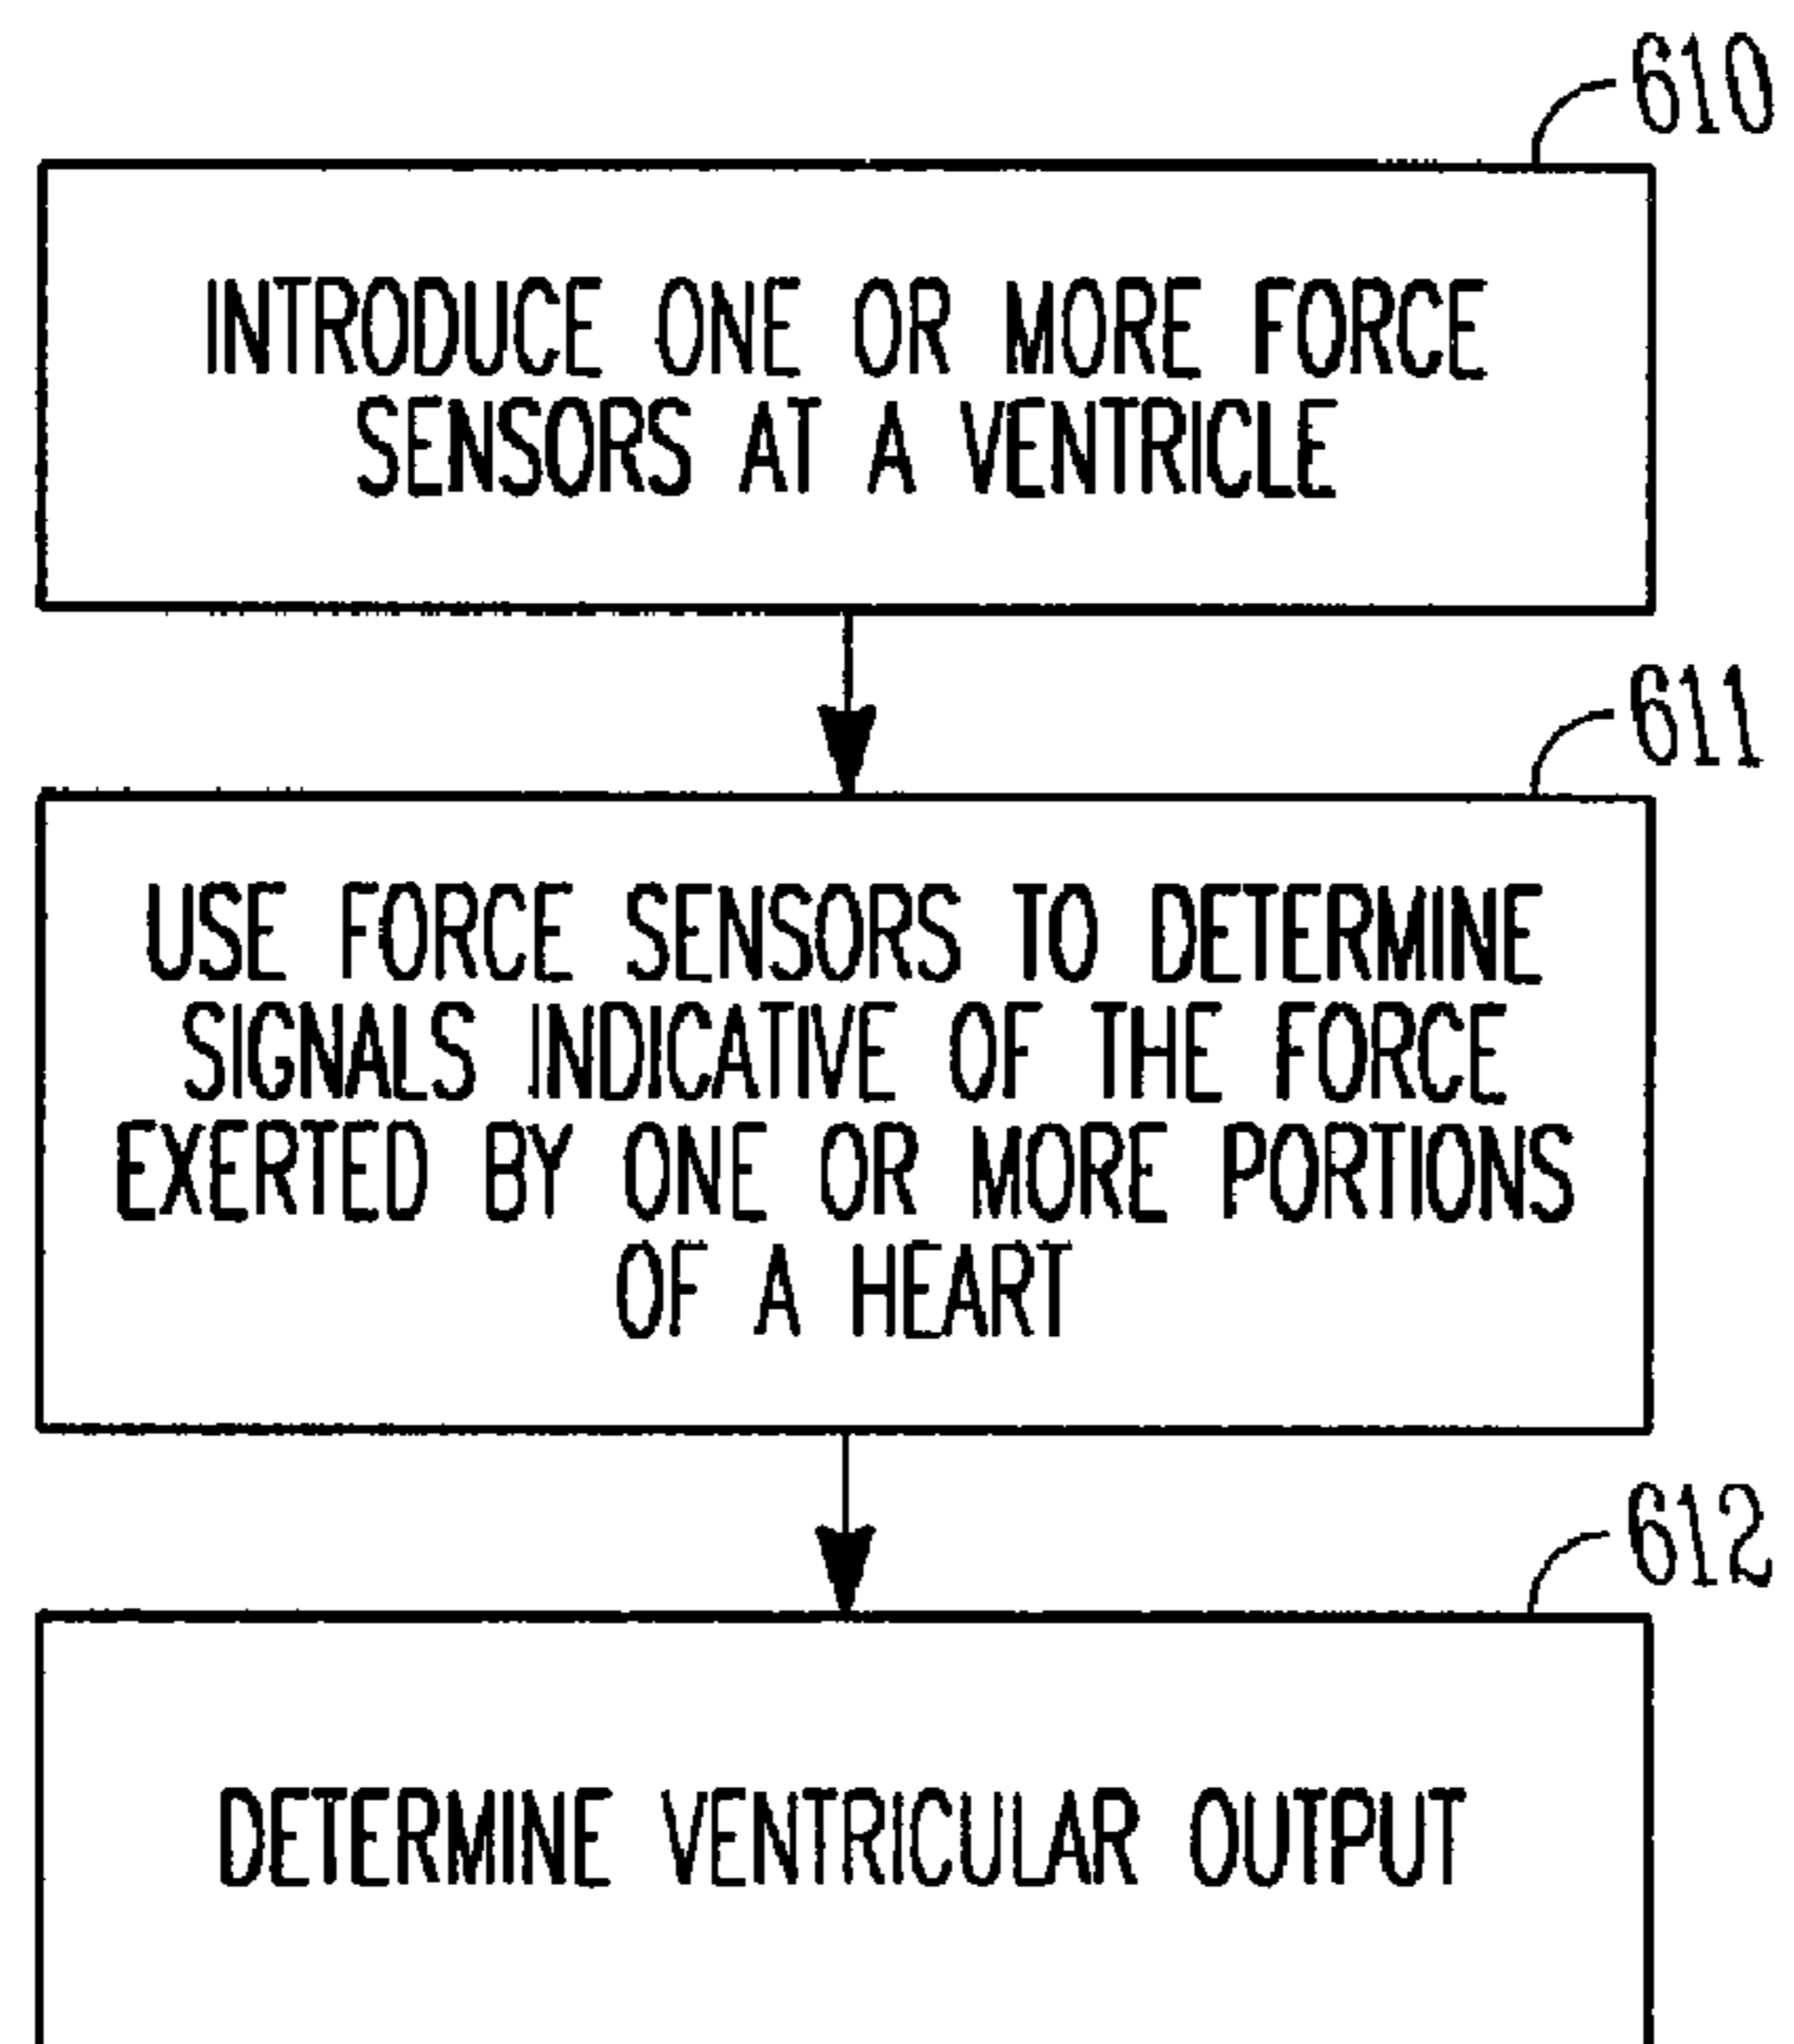 610
INTRODUCE ONE OR MORE FORCE
SENSORS AT A VENTRICLE
611
USE FORCE SENSORS TO DETERMINE
SIGNALS INDICATIVE OF THE FORCE
EXERTED BY ONE OR MORE PORTIONS
OF A HEART
612
DETERMINE VENTRICULAR OUTPUT